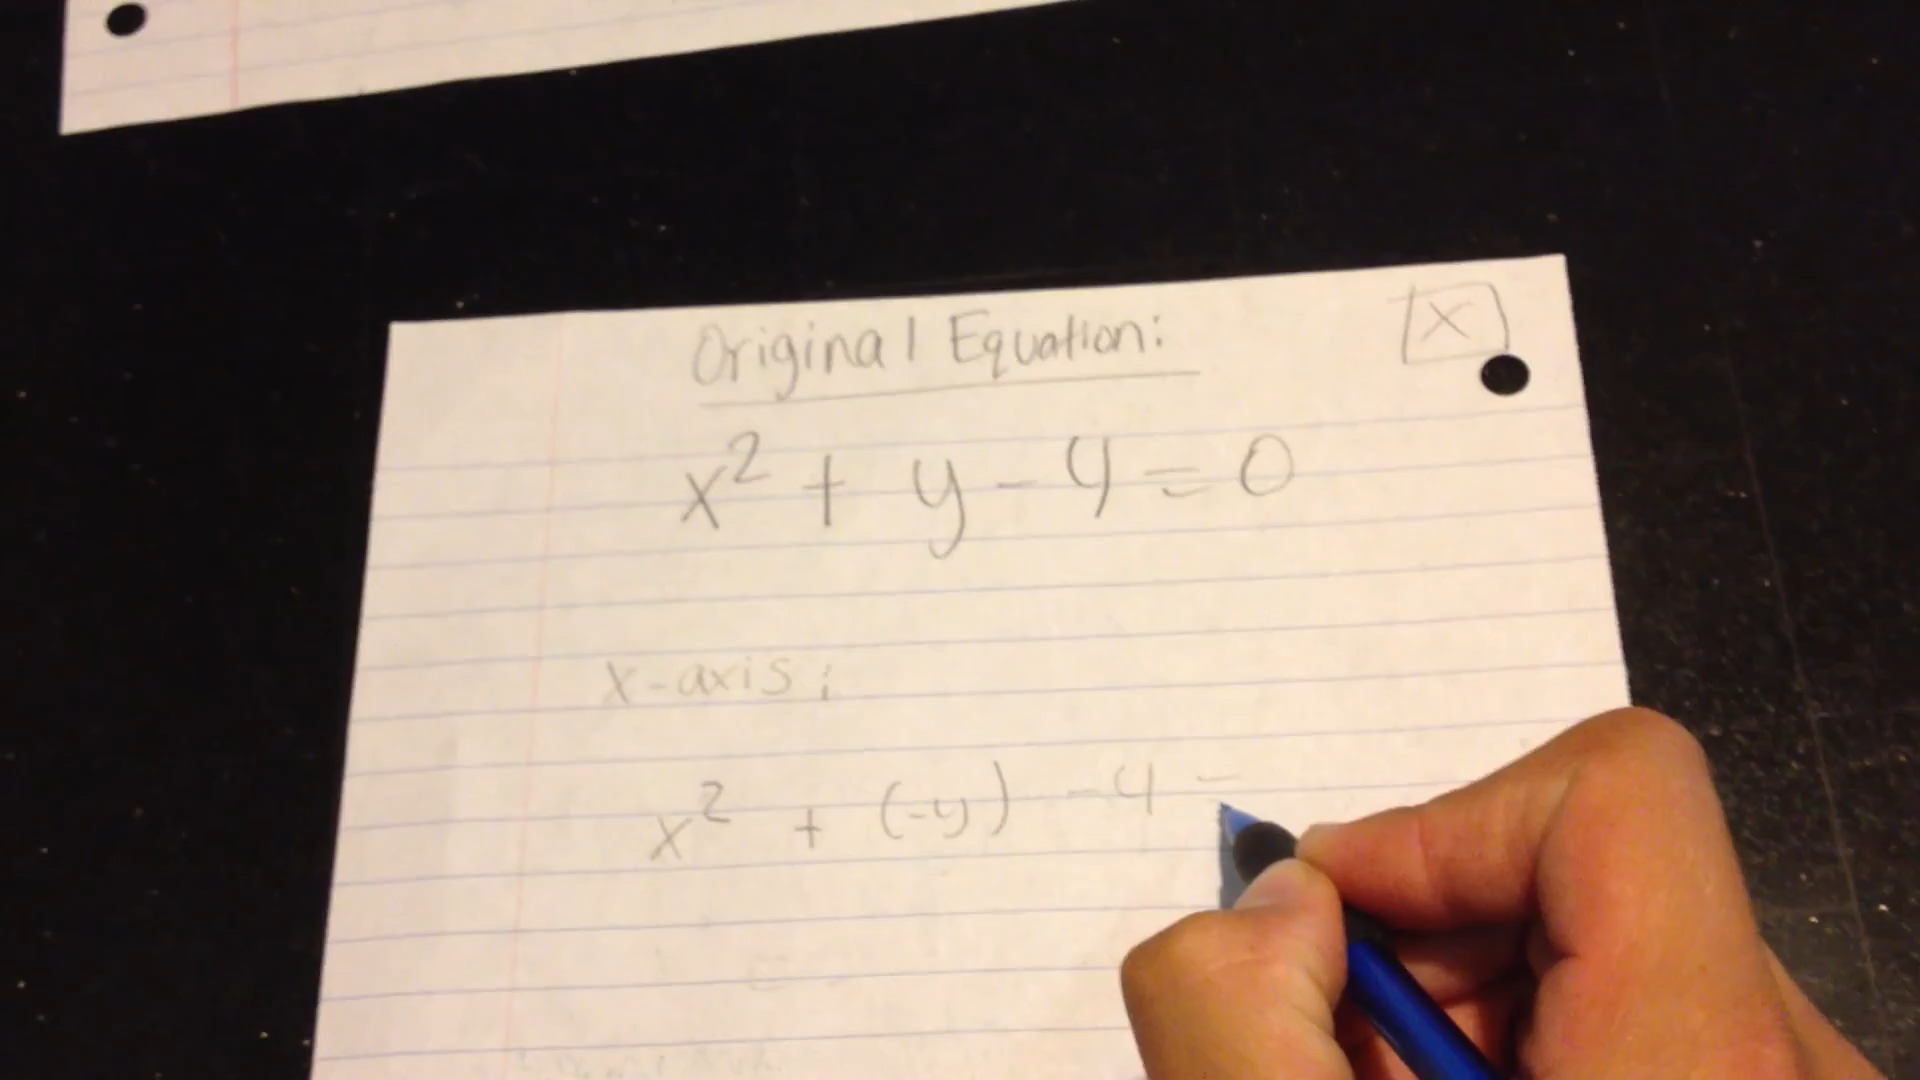 Original Equation: X
x² + y - 4 = 0
x-axis:
x² + (-y) - 4 -